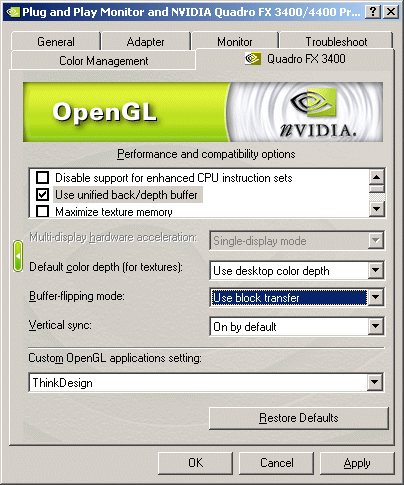 Plug and Play Monitor and NVIDIA Quadro FX 3400/4400 Pr...
General Adapter Monitor Troubleshoot
Color Management Quadro FX 3400
OpenGL
nVIDIA.
Performance and compatibility options
Disable support for enhanced CPU instruction sets
Use unified back/depth buffer
Maximize texture memory
Multi-display hardware acceleration: Single-display mode
Default color depth (for textures): Use desktop color depth
Buffer-flipping mode: Use block transfer
Vertical sync: On by default
Custom OpenGL applications setting:
ThinkDesign
Restore Defaults
OK Cancel Apply